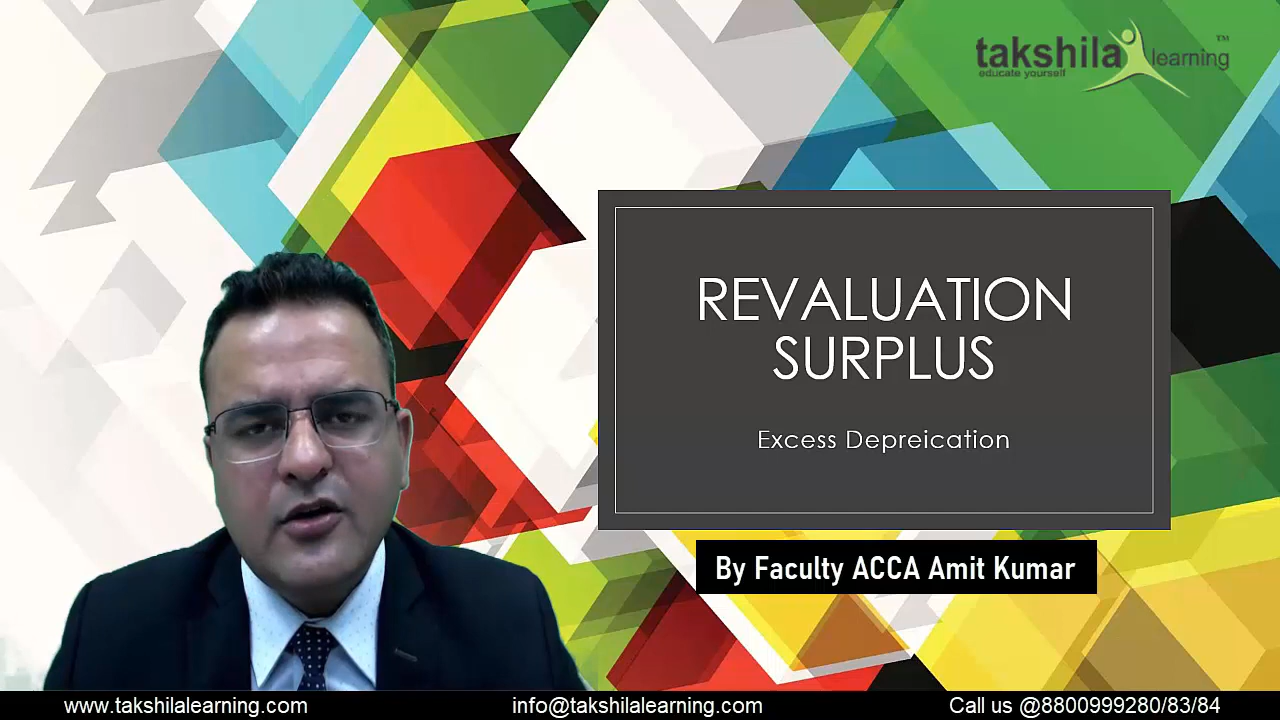 takshila learning™
educate yourself
REVALUATION
SURPLUS
Excess Depreication
By Faculty ACCA Amit Kumar
www.takshilalearning.com info@takshilalearning.com Call us @8800999280/83/84